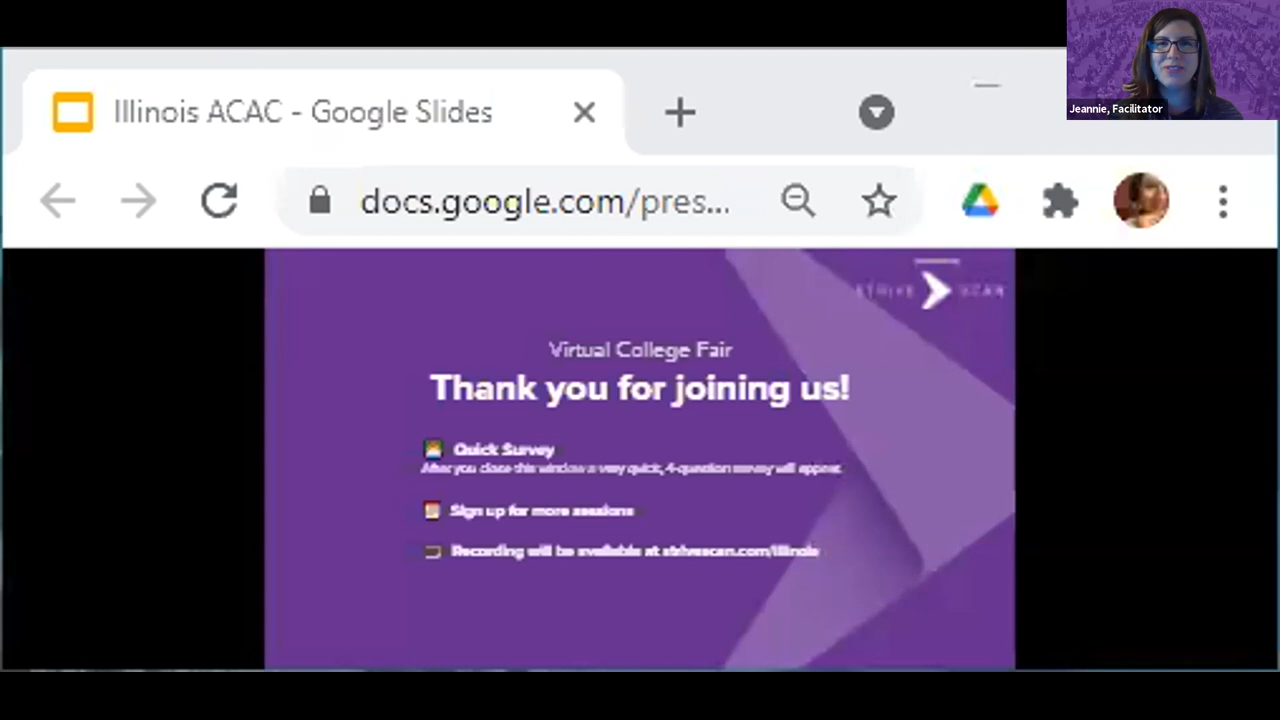 Illinois ACAC - Google Slides
Jeannie, Facilitator
docs.google.com/pres...
STRIVE SCAN
Virtual College Fair
Thank you for joining us!
Quick Survey
After you close this window a very quick, 4-question survey will appear.
Sign up for more sessions
Recording will be available at strivescan.com/illinois